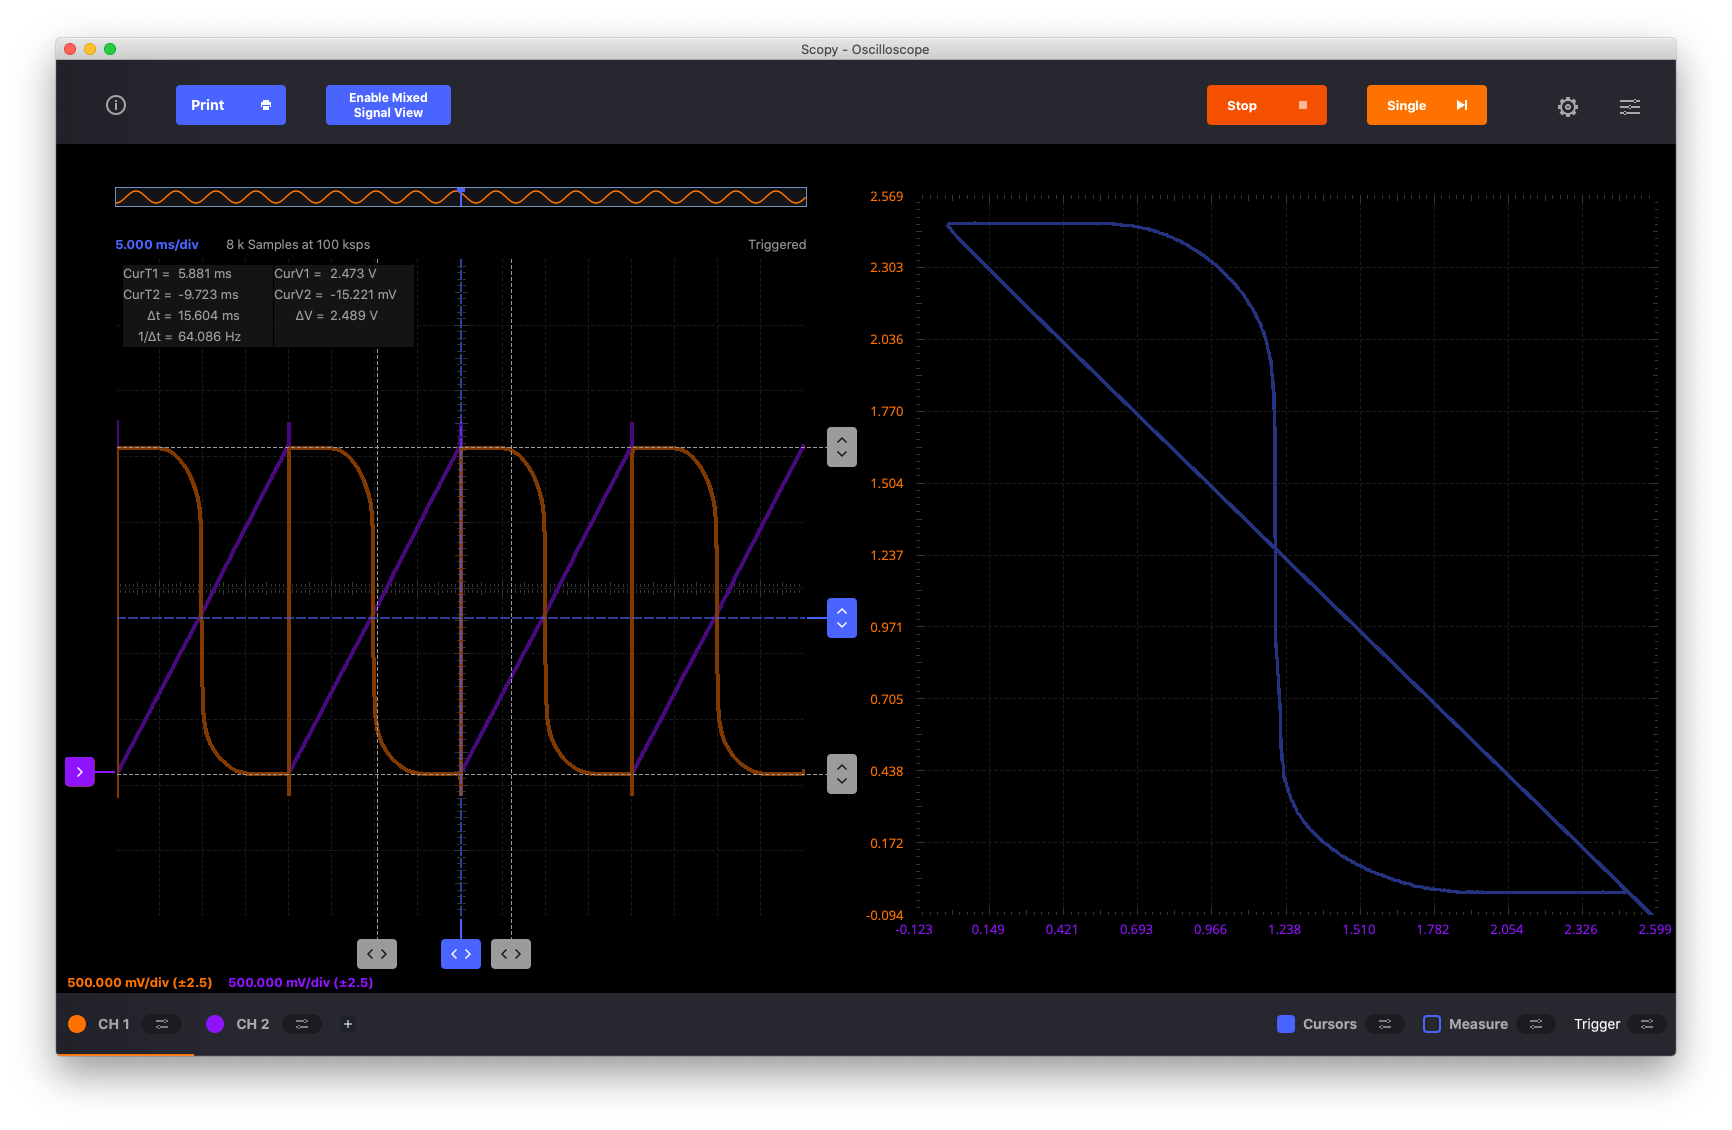 Scopy - Oscilloscope
Print
Enable Mixed
Signal View
Stop
Single
5.000 ms/div
8 k Samples at 100 ksps
Triggered
CurT1 = 5.881 ms
CurV1 = 2.473 V
CurT2 = -9.723 ms
CurV2 = -15.221 mV
Δt = 15.604 ms
ΔV = 2.489 V
1/Δt = 64.086 Hz
2.569
2.303
2.036
1.770
1.504
1.237
0.971
0.705
0.438
0.172
-0.094
-0.123 0.149 0.421 0.693 0.966 1.238 1.510 1.782 2.054 2.326 2.599
500.000 mV/div (±2.5)
500.000 mV/div (±2.5)
CH 1
CH 2
+
Cursors
Measure
Trigger